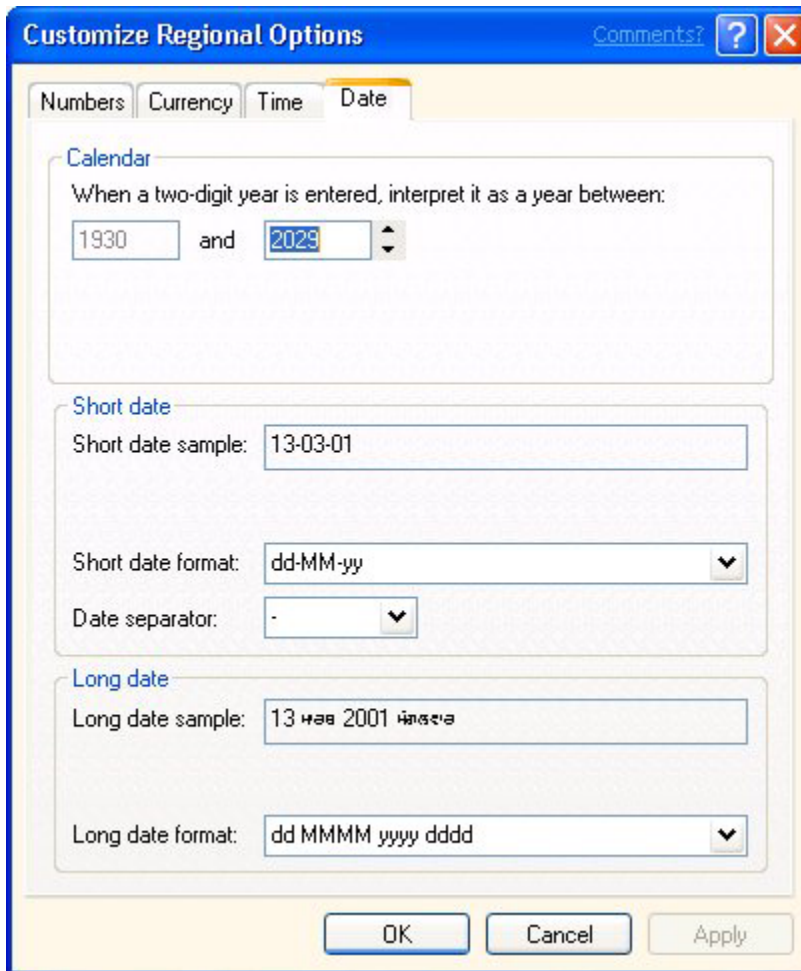 Customize Regional Options Comments?
Numbers Currency Time Date
Calendar
When a two-digit year is entered, interpret it as a year between:
1930 and 2029
Short date
Short date sample: 13-03-01
Short date format: dd-MM-yy
Date separator: -
Long date
Long date sample: 13 2001
Long date format: dd MMMM yyyy dddd
OK Cancel Apply